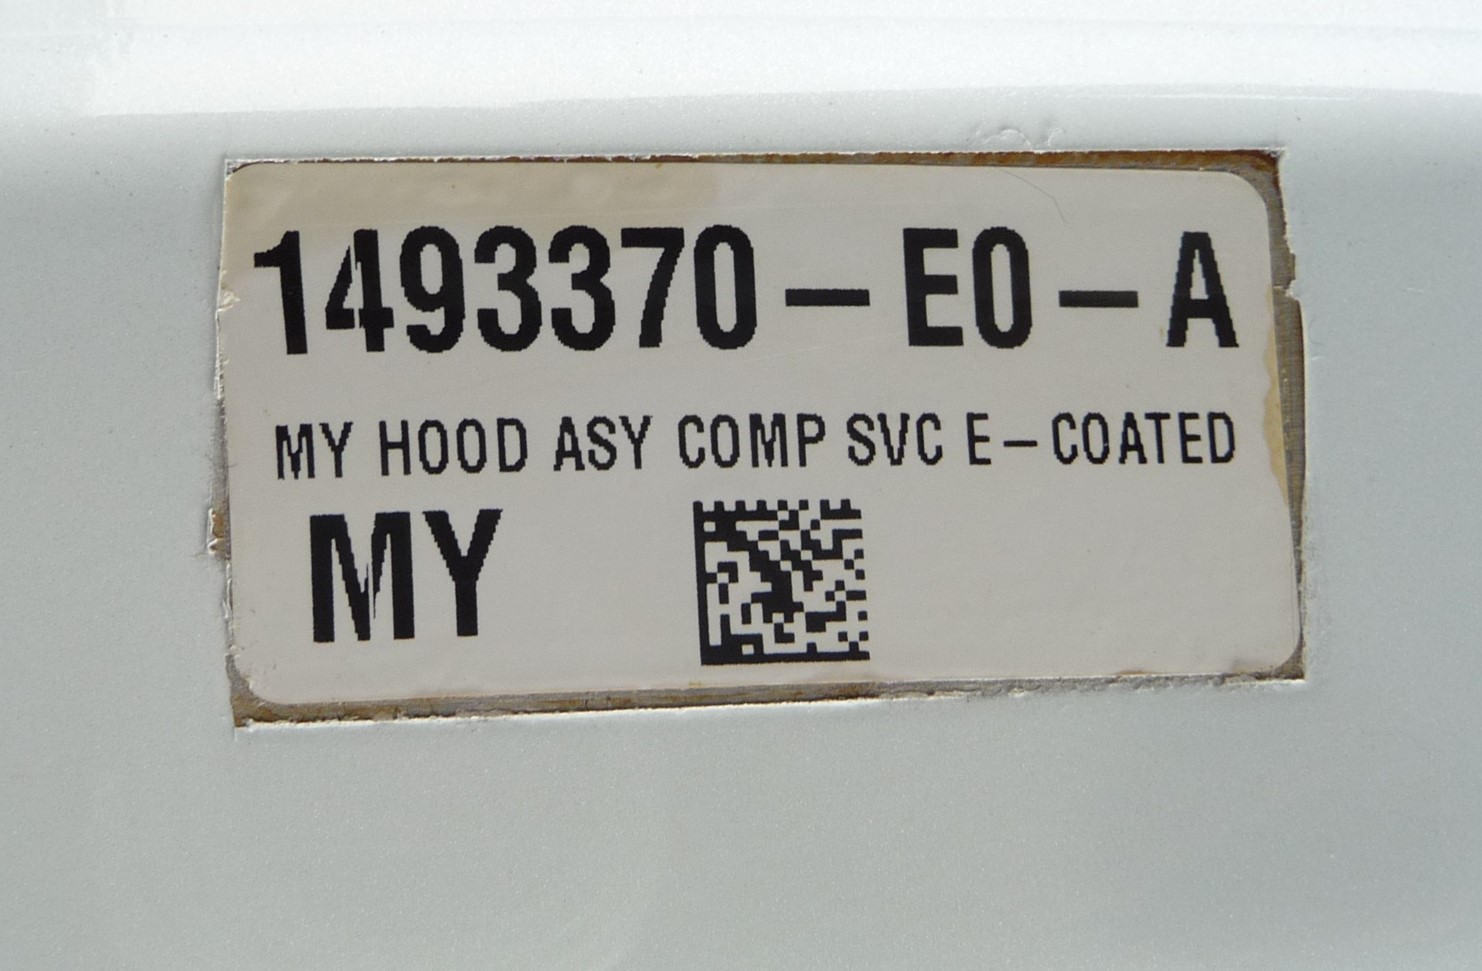 1493370-E0-A
MY HOOD ASY COMP SVC E-COATED
MY